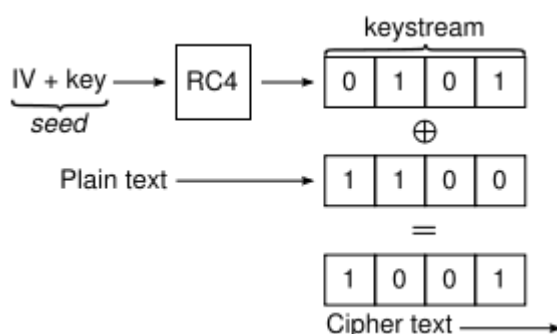 keystream
IV + key RC4 0 1 0 1
seed
⊕
Plain text 1 1 0 0
=
1 0 0 1
Cipher text